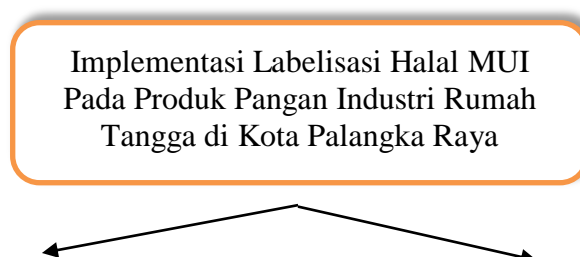 Implementasi Labelisasi Halal MUI
Pada Produk Pangan Industri Rumah
Tangga di Kota Palangka Raya